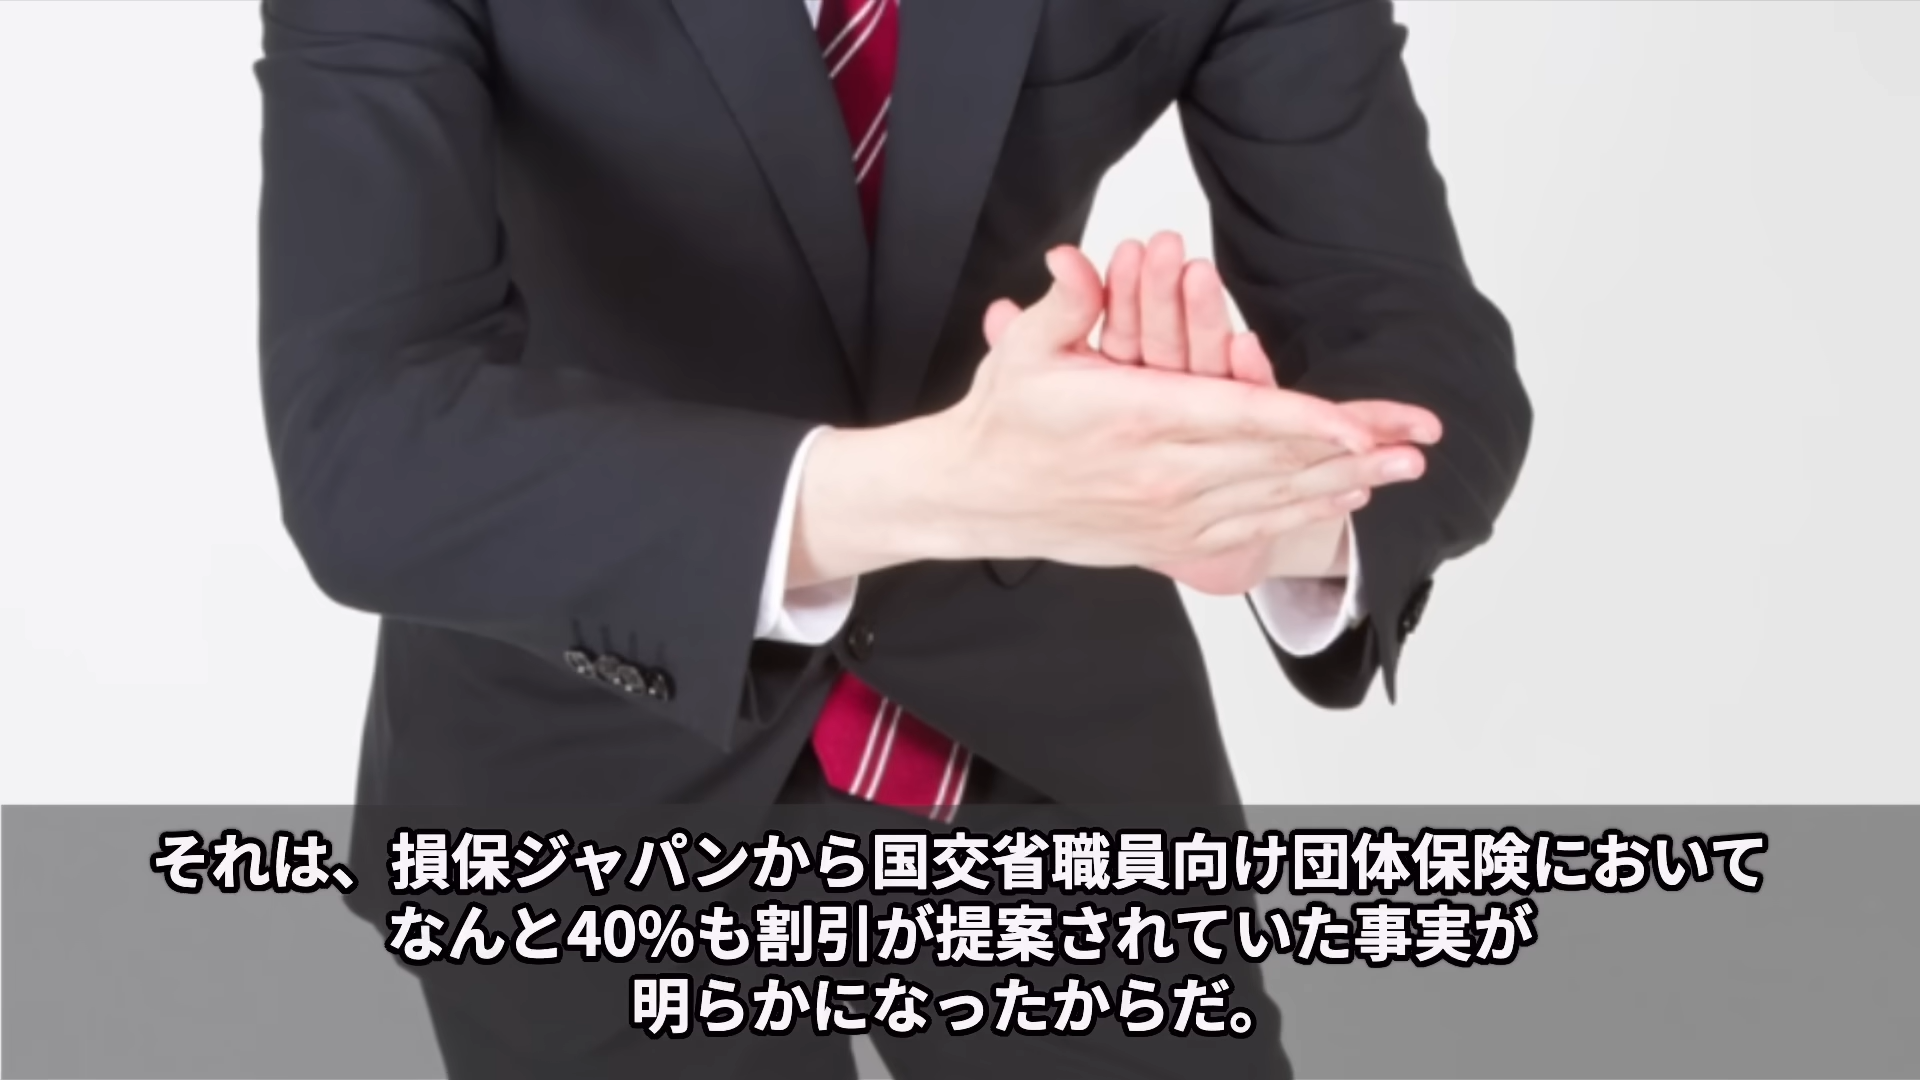 それは、損保ジャパンから国交省職員向け団体保険において
なんと40%も割引が提案されていた事実が
明らかになったからだ。